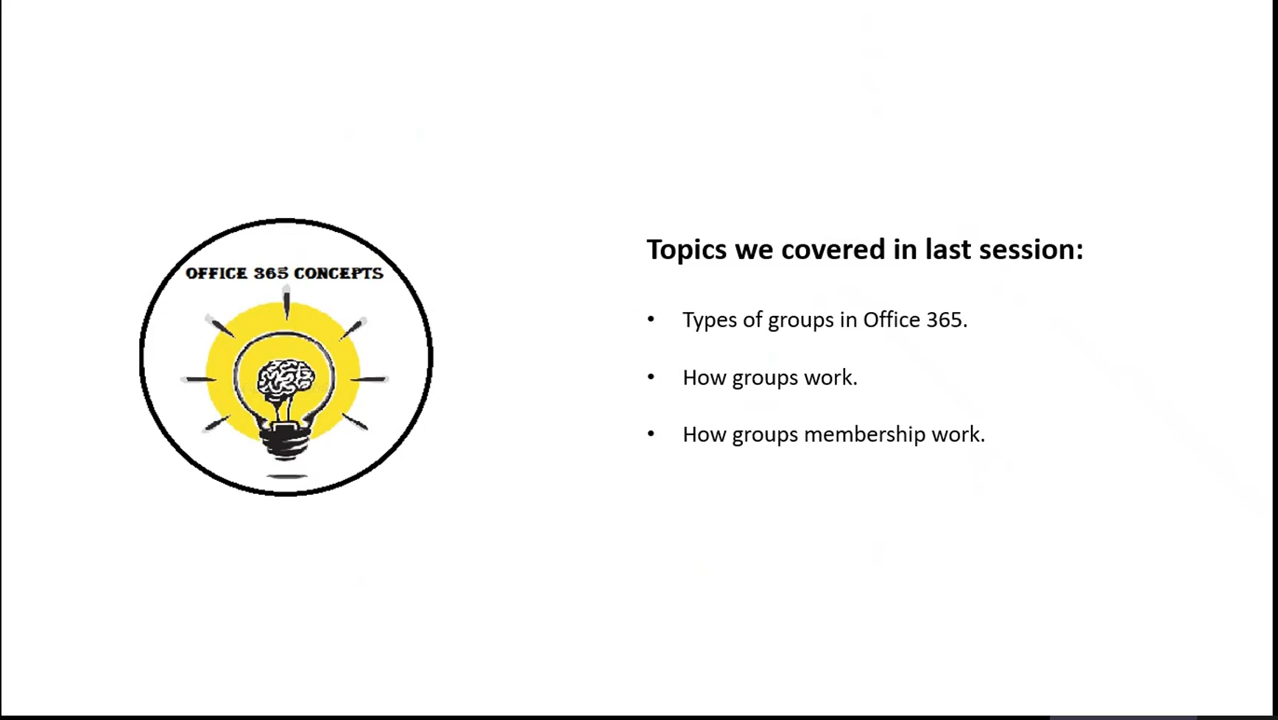 OFFICE 365 CONCEPTS
Topics we covered in last session:
• Types of groups in Office 365.
• How groups work.
• How groups membership work.